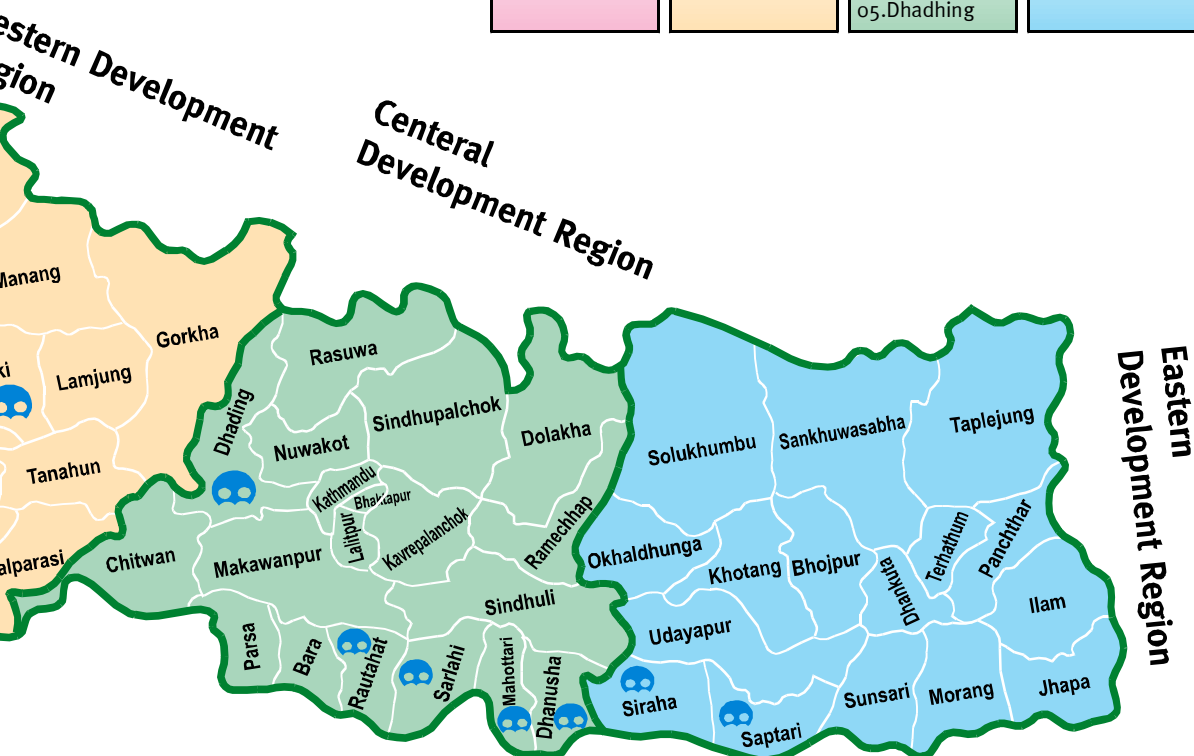 05.Dhadhing
estern Development
gion
Centeral
Development Region
Eastern
Development Region
Manang
Gorkha
ki
Lamjung
Tanahun
alparasi
Rasuwa
Dhading
Sindhupalchok
Nuwakot
Dolakha
Kathmandu
Bhaktapur
Lalitpur
Kavrepalanchok
Ramechhap
Chitwan
Makawanpur
Sindhuli
Parsa
Bara
Rautahat
Sarlahi
Mahottari
Dhanusha
Solukhumbu
Sankhuwasabha
Taplejung
Okhaldhunga
Khotang
Bhojpur
Dhankuta
Terhathum
Panchthar
Ilam
Udayapur
Siraha
Saptari
Sunsari
Morang
Jhapa